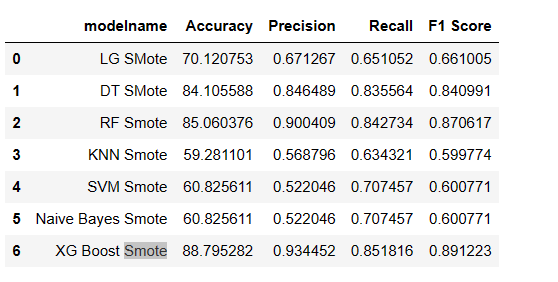 modelname Accuracy Precision Recall F1 Score
0 LG SMote 70.120753 0.671267 0.651052 0.661005
1 DT SMote 84.105588 0.846489 0.835564 0.840991
2 RF Smote 85.060376 0.900409 0.842734 0.870617
3 KNN Smote 59.281101 0.568796 0.634321 0.599774
4 SVM Smote 60.825611 0.522046 0.707457 0.600771
5 Naive Bayes Smote 60.825611 0.522046 0.707457 0.600771
6 XG Boost Smote 88.795282 0.934452 0.851816 0.891223